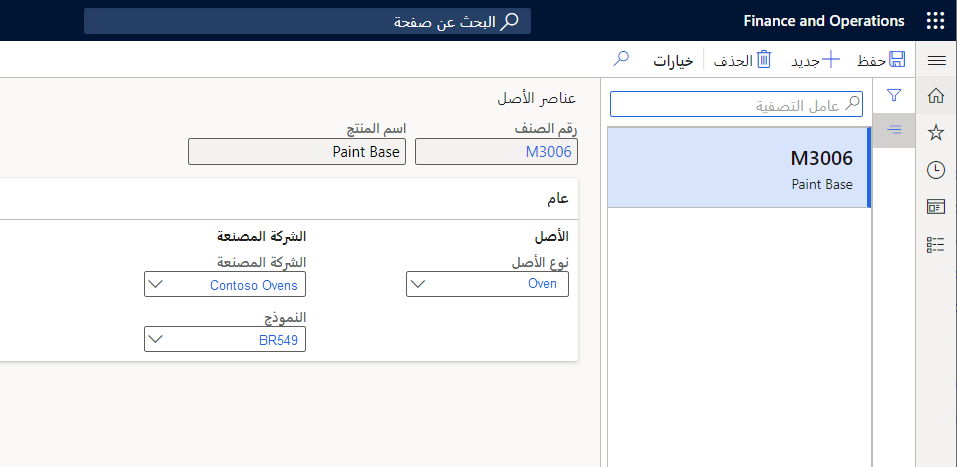 Finance and Operations
البحث عن صفحة
حفظ
جديد
الحذف
خيارات
عامل التصفية
M3006
Paint Base
عناصر الأصل
رقم الصنف
اسم المنتج
M3006
Paint Base
عام
الأصل
نوع الأصل
Oven
الشركة المصنعة
الشركة المصنعة
Contoso Ovens
النموذج
BR549